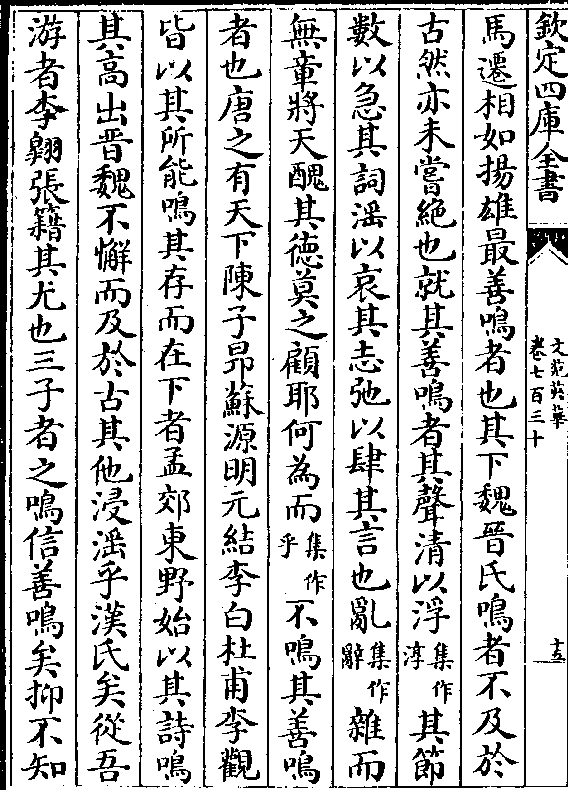 欽定四庫全書
文苑英華
卷七百三十
十三
馬遷相如揚雄最善鳴者也其下魏晉氏鳴者不及於
古然亦未嘗絶也就其善鳴者其聲清以浮集作淳其節
數以急其詞滛以哀其志弛以肆其言也亂集作辭雜而
無章將天醜其德莫之顧耶何為而集作乎不鳴其善鳴
者也唐之有天下陳子昂蘇源明元結李白杜甫李觀
皆以其所能鳴其存而在下者孟郊東野始以其詩鳴
其高出晉魏不懈而及於古其他浸滛乎漢氏矣從吾
游者李翱張籍其尤也三子者之鳴信善鳴矣抑不知